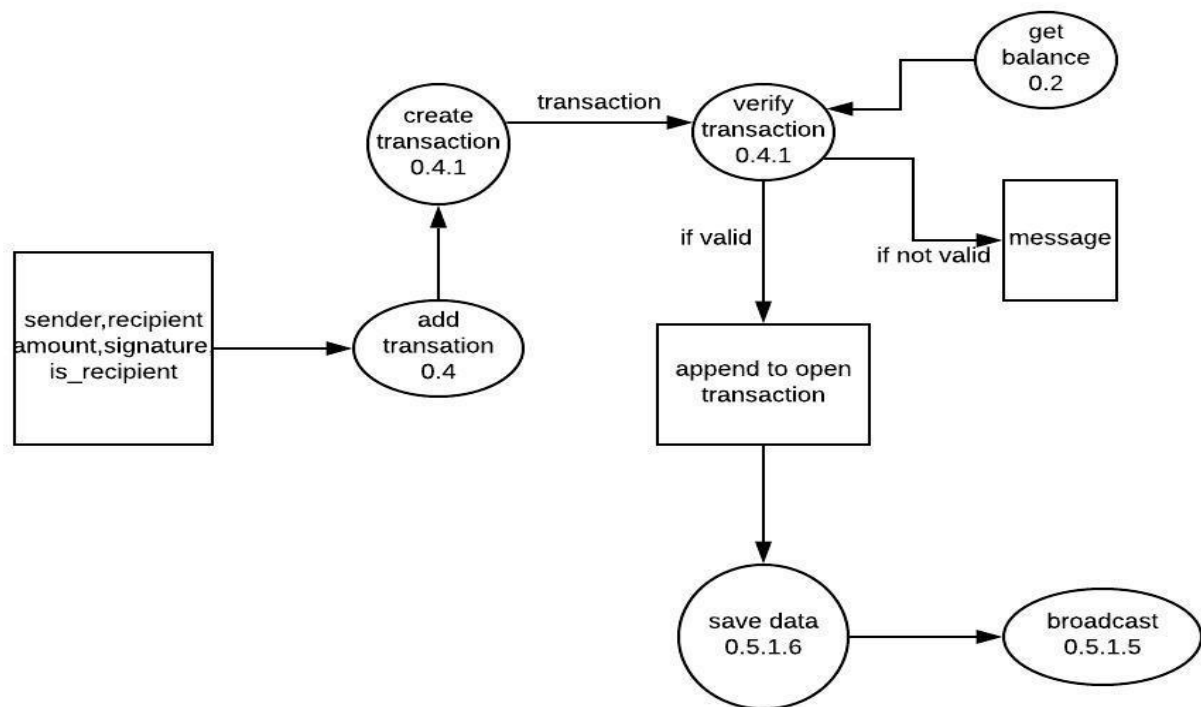 get
balance
0.2
create
transaction
0.4.1
transaction
verify
transaction
0.4.1
if valid
if not valid
message
sender,recipient
amount,signature,
is_recipient
add
transation
0.4
append to open
transaction
save data
0.5.1.6
broadcast
0.5.1.5